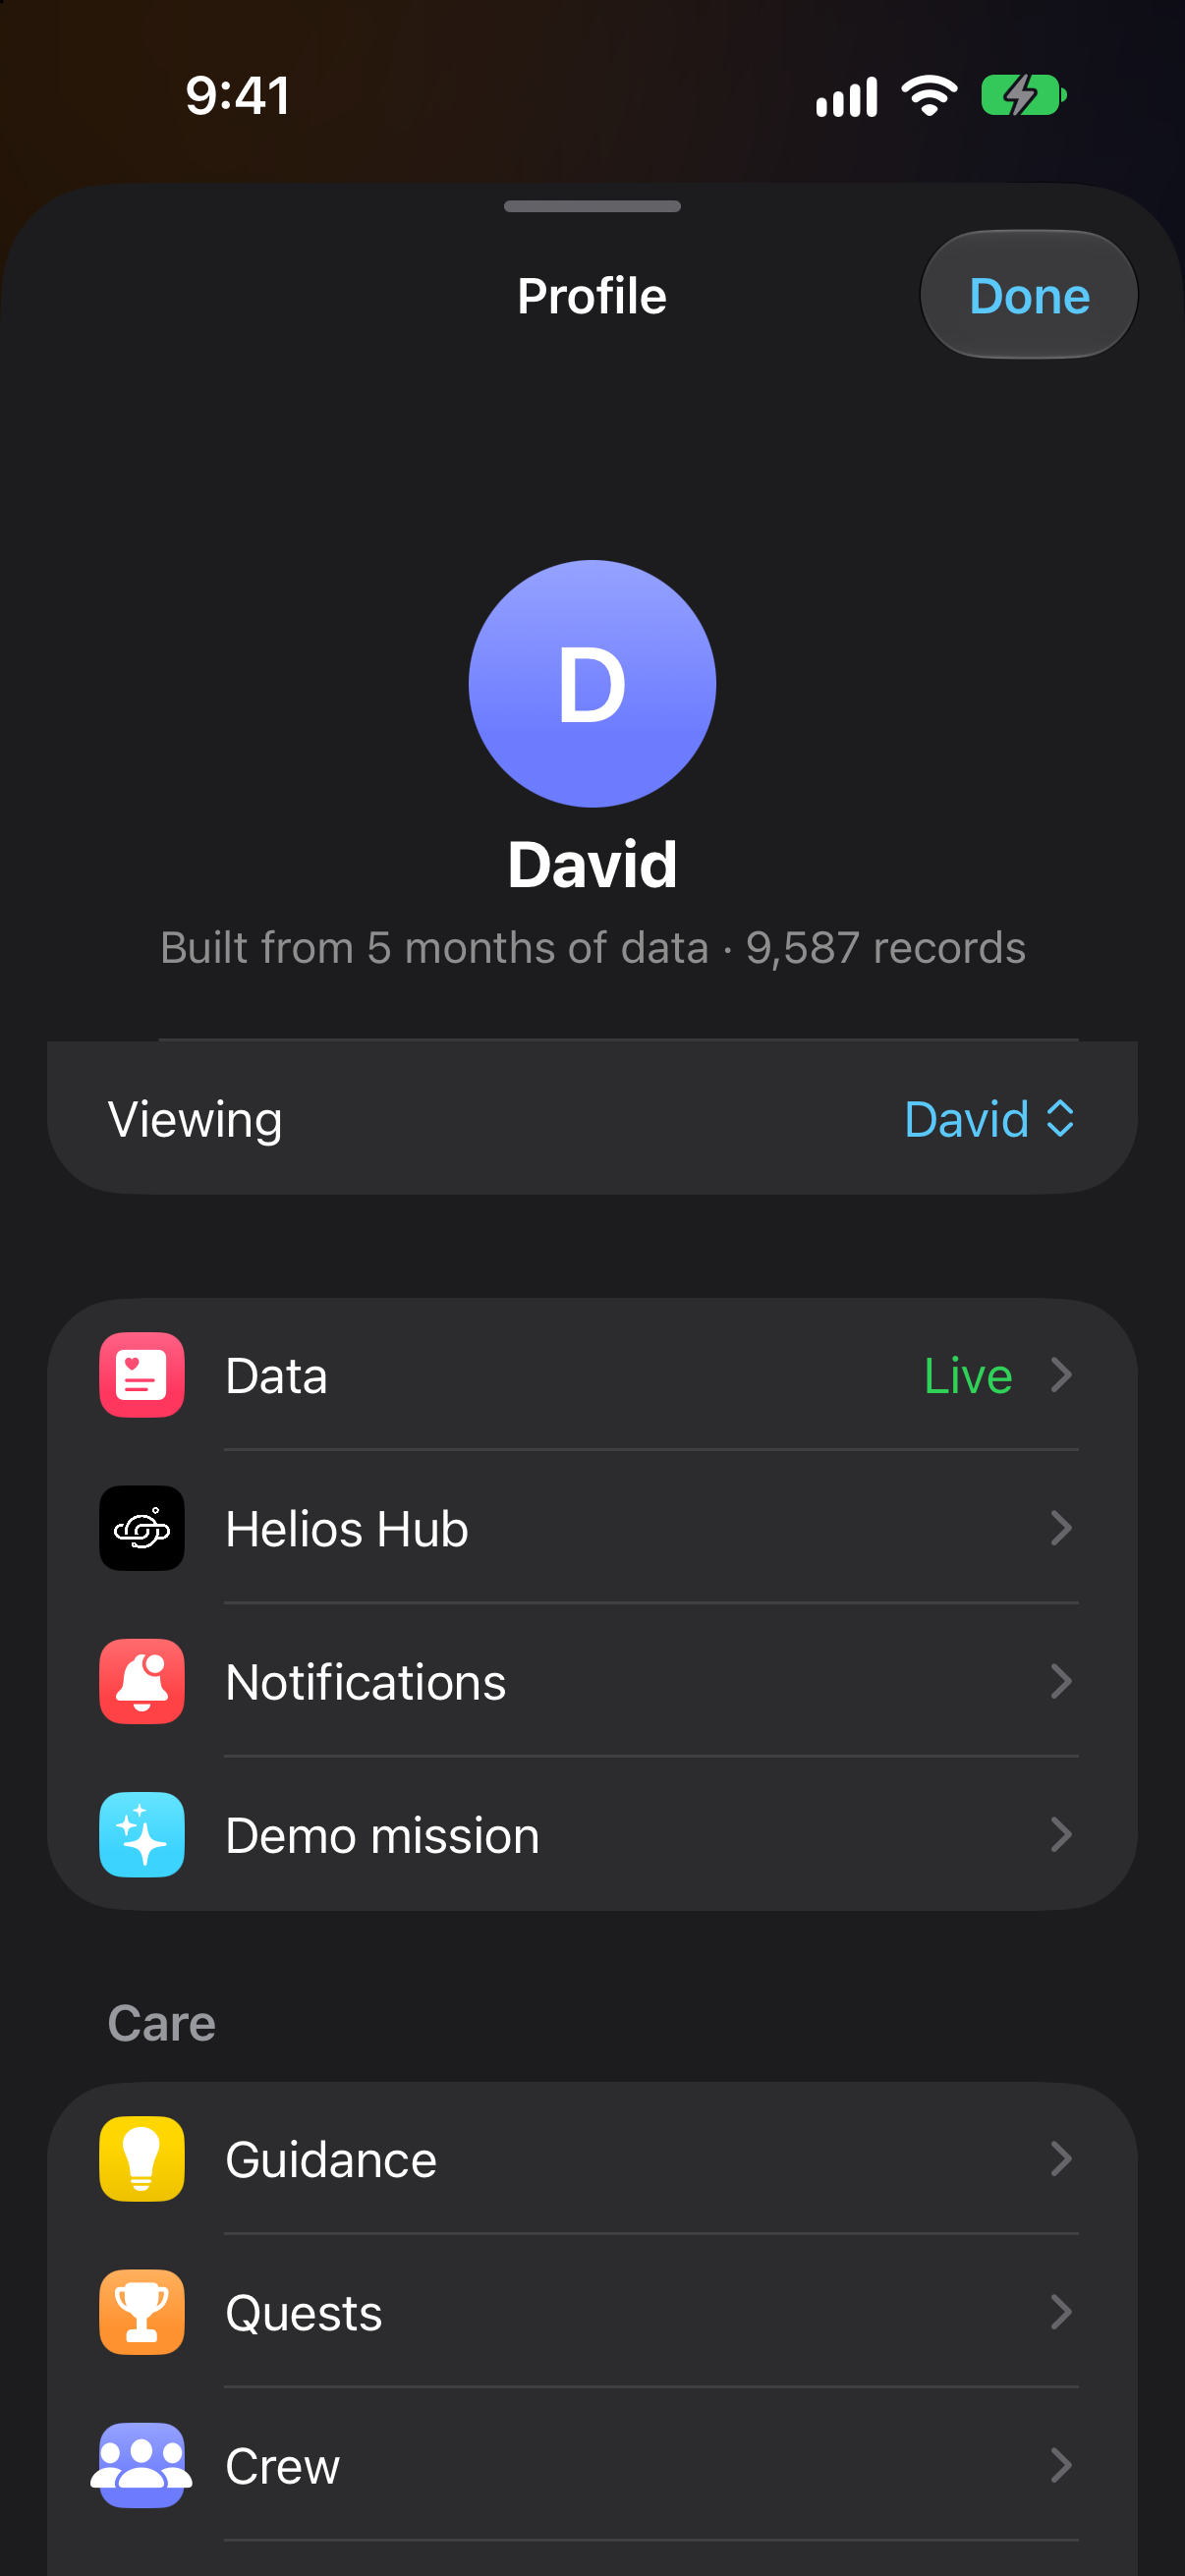 9:41
Profile
Done
D
David
Built from 5 months of data · 9,587 records
Viewing
David
Data
Live
Helios Hub
Notifications
Demo mission
Care
Guidance
Quests
Crew